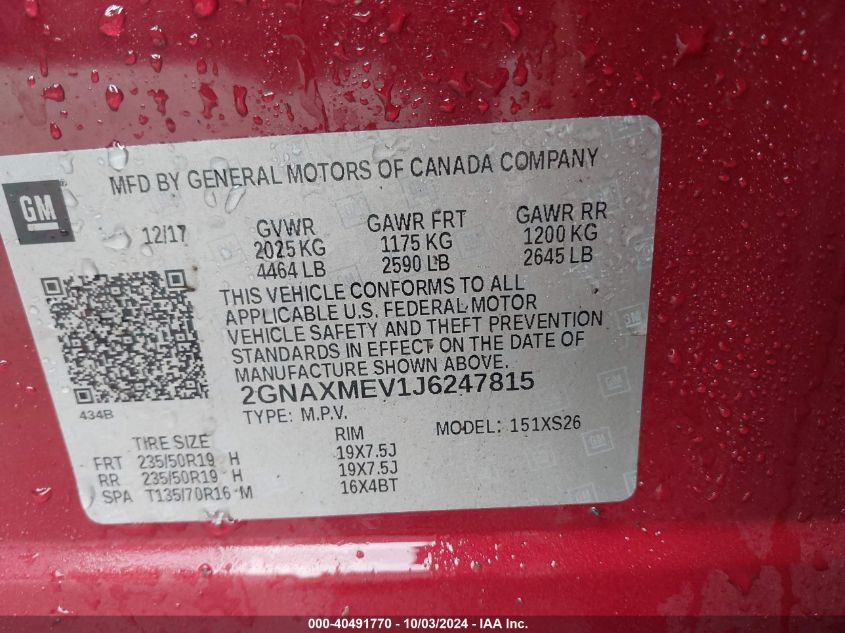 MFD BY GENERAL MOTORS OF CANADA COMPANY
GM
12/17
GVWR GAWR FRT GAWR RR
2025 KG 1175 KG 1200 KG
4464 LB 2590 LB 2645 LB
THIS VEHICLE CONFORMS TO ALL
APPLICABLE U.S. FEDERAL MOTOR
VEHICLE SAFETY AND THEFT PREVENTION
STANDARDS IN EFFECT ON THE DATE OF
MANUFACTURE SHOWN ABOVE.
2GNAXMEV1J6247815
434B
TYPE: M.P.V. MODEL: 151XS26
TIRE SIZE RIM
FRT 235/50R19 H 19X7.5J
RR 235/50R19 H 19X7.5J
SPA T135/70R16 M 16X4BT
000-40491770 - 10/03/2024 - IAA Inc.